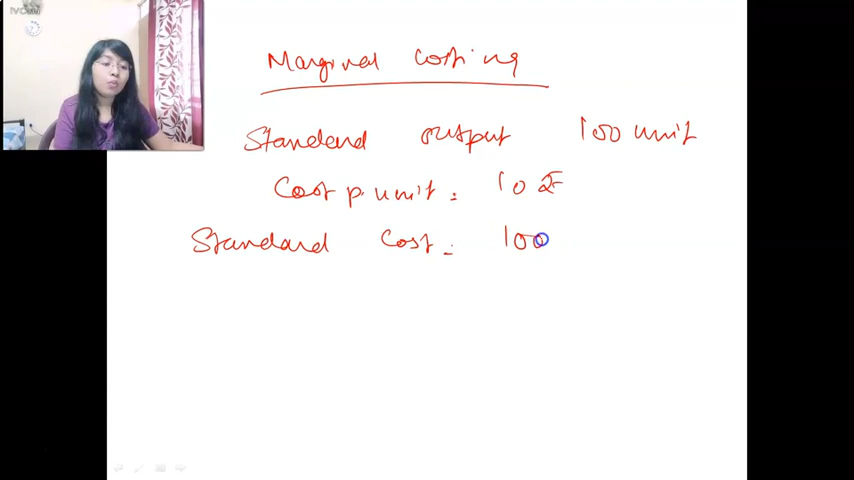 Marginal costing
Standard output 100 unit
Cost p. unit = 10 ₹
Standard cost = 100